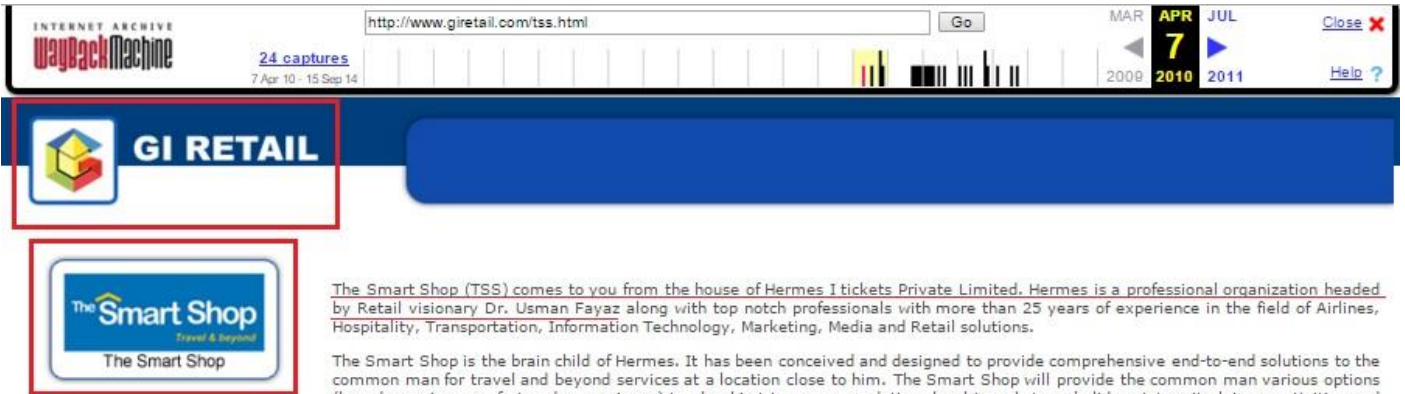 INTERNET ARCHIVE
WayBackMachine
http://www.giretail.com/tss.html
Go
24 captures
7 Apr 10 - 15 Sep 14
MAR APR JUL
7
2009 2010 2011
Close
Help ?
GI RETAIL
The Smart Shop
Travel & beyond
The Smart Shop
The Smart Shop (TSS) comes to you from the house of Hermes I tickets Private Limited. Hermes is a professional organization headed
by Retail visionary Dr. Usman Fayaz along with top notch professionals with more than 25 years of experience in the field of Airlines,
Hospitality, Transportation, Information Technology, Marketing, Media and Retail solutions.
The Smart Shop is the brain child of Hermes. It has been conceived and designed to provide comprehensive end-to-end solutions to the
common man for travel and beyond services at a location close to him. The Smart Shop will provide the common man various options